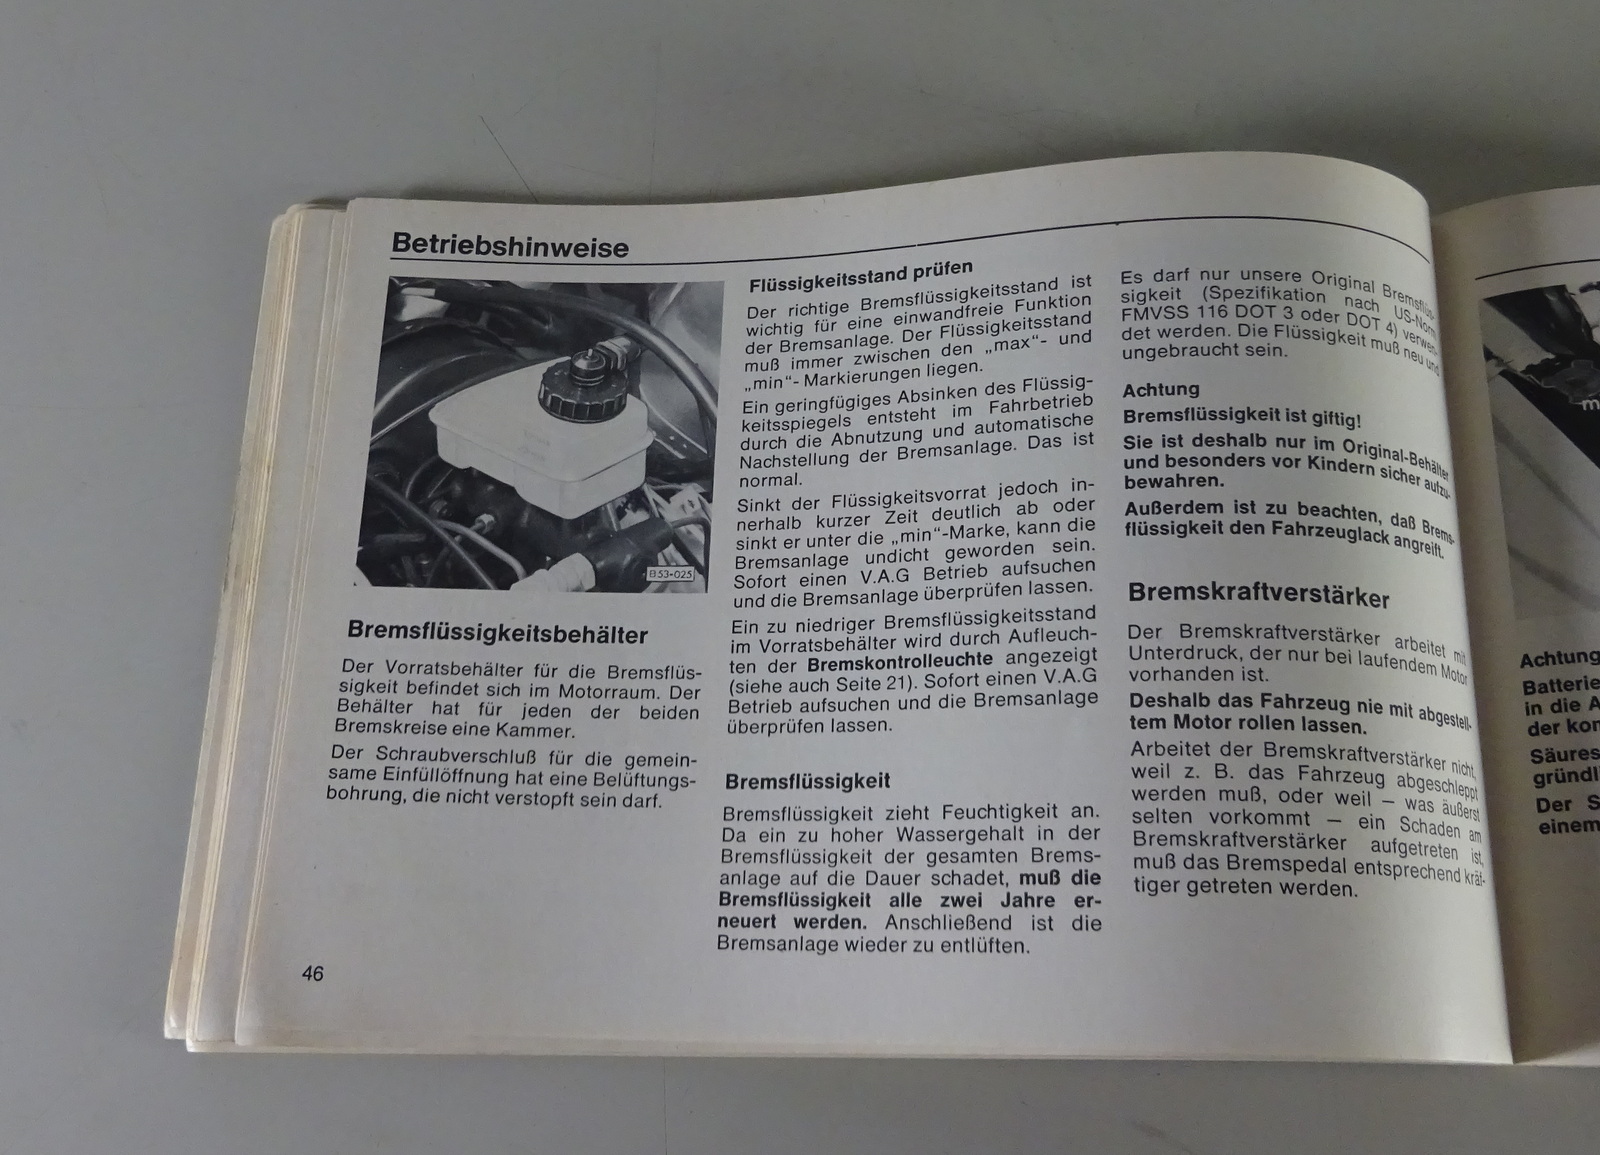 Betriebshinweise
B53-025
Bremsflüssigkeitsbehälter
Der Vorratsbehälter für die Bremsflüs-
sigkeit befindet sich im Motorraum. Der
Behälter hat für jeden der beiden
Bremskreise eine Kammer.
Der Schraubverschluß für die gemein-
same Einfüllöffnung hat eine Belüftungs-
bohrung, die nicht verstopft sein darf.
46
Flüssigkeitsstand prüfen
Der richtige Bremsflüssigkeitsstand ist
wichtig für eine einwandfreie Funktion
der Bremsanlage. Der Flüssigkeitsstand
muß immer zwischen den „max“- und
„min“- Markierungen liegen.
Ein geringfügiges Absinken des Flüssig-
keitsspiegels entsteht im Fahrbetrieb
durch die Abnutzung und automatische
Nachstellung der Bremsanlage. Das ist
normal.
Sinkt der Flüssigkeitsvorrat jedoch in-
nerhalb kurzer Zeit deutlich ab oder
sinkt er unter die „min“-Marke, kann die
Bremsanlage undicht geworden sein.
Sofort einen V.A.G Betrieb aufsuchen
und die Bremsanlage überprüfen lassen.
Ein zu niedriger Bremsflüssigkeitsstand
im Vorratsbehälter wird durch Aufleuch-
ten der Bremskontrolleuchte angezeigt
(siehe auch Seite 21). Sofort einen V.A.G
Betrieb aufsuchen und die Bremsanlage
überprüfen lassen.
Bremsflüssigkeit
Bremsflüssigkeit zieht Feuchtigkeit an.
Da ein zu hoher Wassergehalt in der
Bremsflüssigkeit der gesamten Brems-
anlage auf die Dauer schadet, muß die
Bremsflüssigkeit alle zwei Jahre er-
neuert werden. Anschließend ist die
Bremsanlage wieder zu entlüften.
Es darf nur unsere Original Bremsflüs-
sigkeit (Spezifikation nach US-Norm
FMVSS 116 DOT 3 oder DOT 4) verwen-
det werden. Die Flüssigkeit muß neu und
ungebraucht sein.
Achtung
Bremsflüssigkeit ist giftig!
Sie ist deshalb nur im Original-Behälter
und besonders vor Kindern sicher aufzu-
bewahren.
Außerdem ist zu beachten, daß Brems-
flüssigkeit den Fahrzeuglack angreift.
Bremskraftverstärker
Der Bremskraftverstärker arbeitet mit
Unterdruck, der nur bei laufendem Motor
vorhanden ist.
Deshalb das Fahrzeug nie mit abgestell-
tem Motor rollen lassen.
Arbeitet der Bremskraftverstärker nicht,
weil z. B. das Fahrzeug abgeschleppt
werden muß, oder weil – was äußerst
selten vorkommt – ein Schaden am
Bremskraftverstärker aufgetreten ist,
muß das Bremspedal entsprechend kräf-
tiger getreten werden.
Achtung
Batterie
in die A
der kon
Säures
gründl
Der S
einem